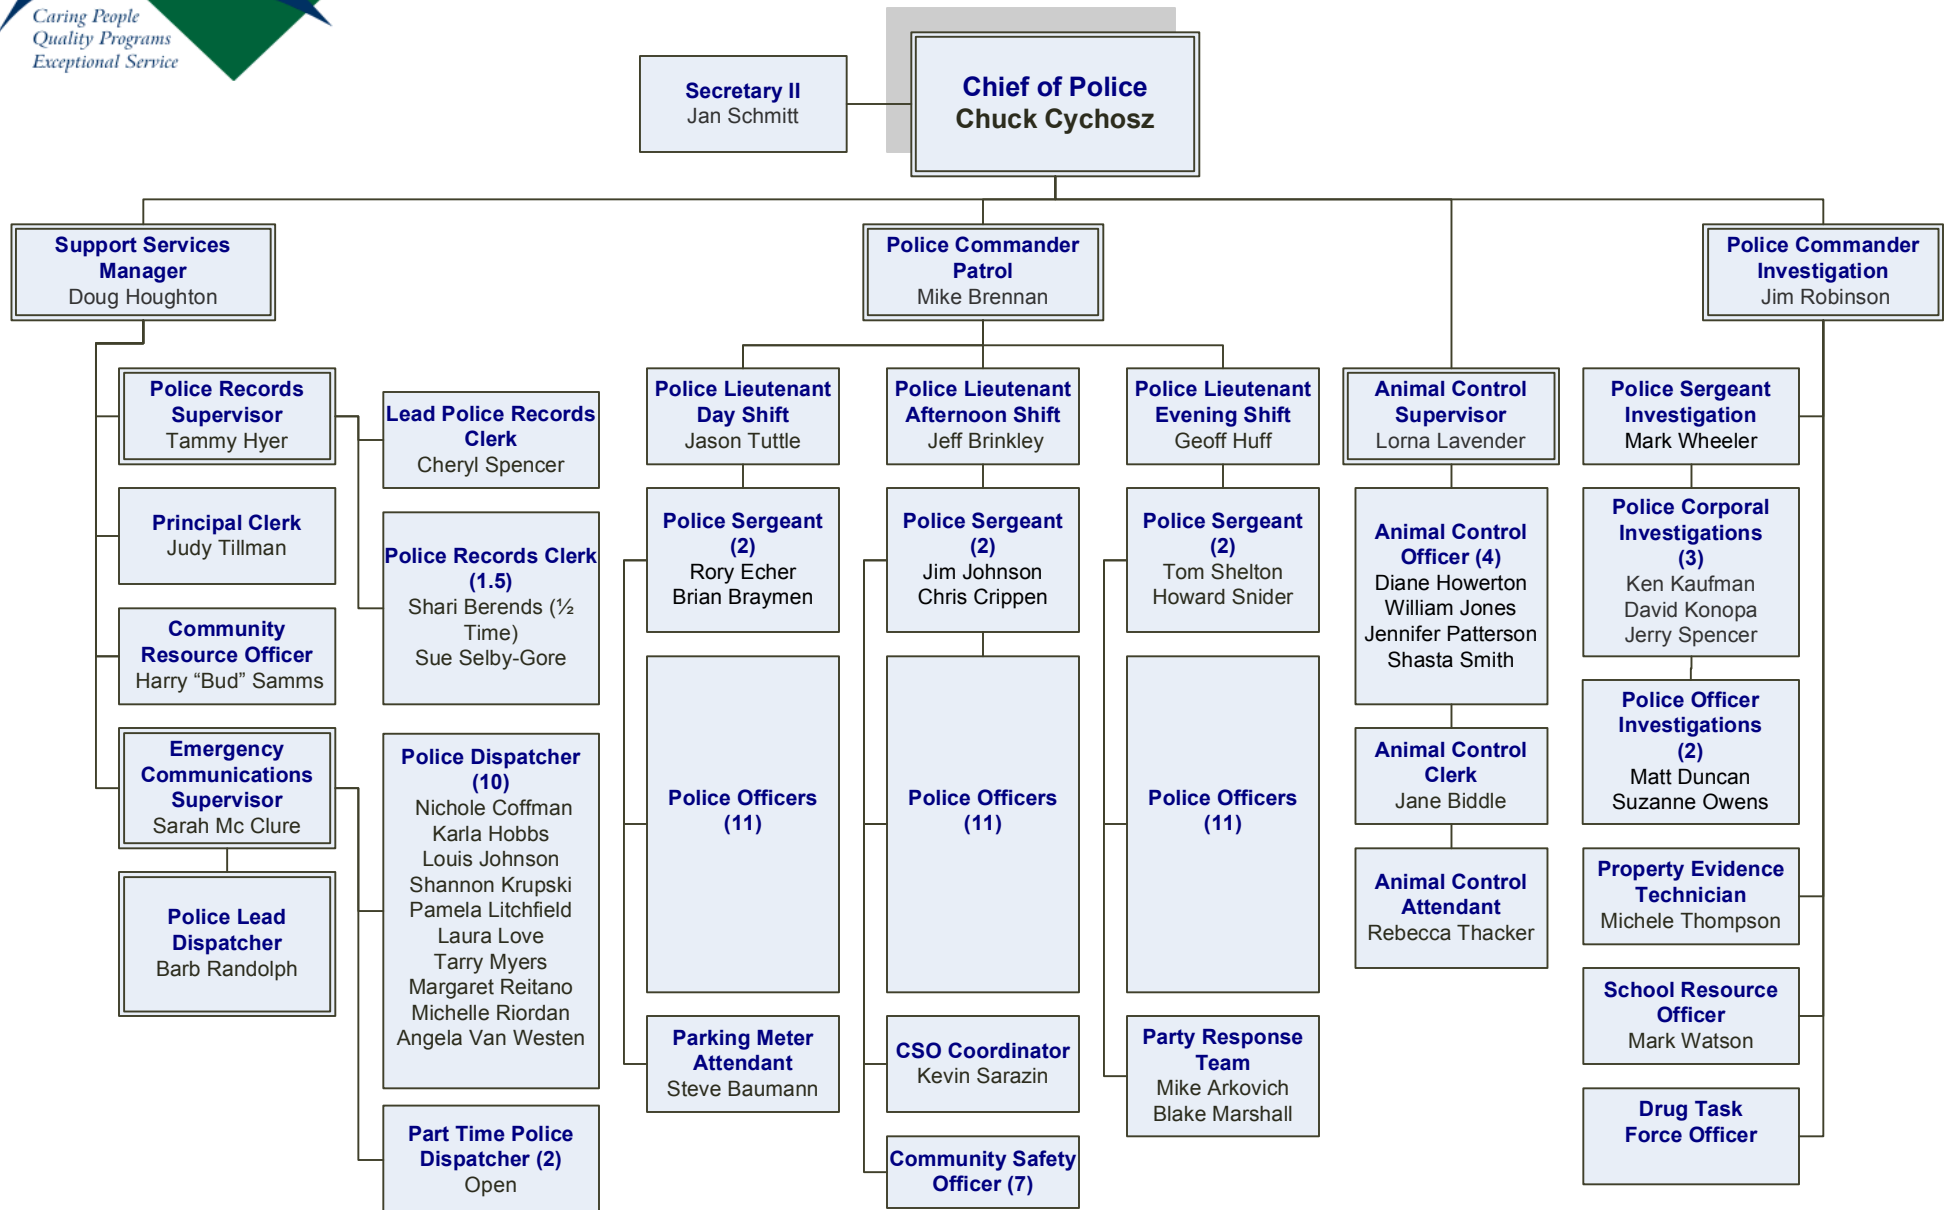 Caring People
Quality Programs
Exceptional Service
Secretary II
Jan Schmitt
Chief of Police
Chuck Cychosz
Support Services
Manager
Doug Houghton
Police Commander
Patrol
Mike Brennan
Police Commander
Investigation
Jim Robinson
Police Records
Supervisor
Tammy Hyer
Principal Clerk
Judy Tillman
Community
Resource Officer
Harry “Bud” Samms
Emergency
Communications
Supervisor
Sarah Mc Clure
Police Lead
Dispatcher
Barb Randolph
Lead Police Records
Clerk
Cheryl Spencer
Police Records Clerk
(1.5)
Shari Berends (½
Time)
Sue Selby-Gore
Police Dispatcher
(10)
Nichole Coffman
Karla Hobbs
Louis Johnson
Shannon Krupski
Pamela Litchfield
Laura Love
Tarry Myers
Margaret Reitano
Michelle Riordan
Angela Van Westen
Part Time Police
Dispatcher (2)
Open
Police Lieutenant
Day Shift
Jason Tuttle
Police Sergeant
(2)
Rory Echer
Brian Braymen
Police Officers
(11)
Parking Meter
Attendant
Steve Baumann
Police Lieutenant
Afternoon Shift
Jeff Brinkley
Police Sergeant
(2)
Jim Johnson
Chris Crippen
Police Officers
(11)
CSO Coordinator
Kevin Sarazin
Community Safety
Officer (7)
Police Lieutenant
Evening Shift
Geoff Huff
Police Sergeant
(2)
Tom Shelton
Howard Snider
Police Officers
(11)
Party Response
Team
Mike Arkovich
Blake Marshall
Animal Control
Supervisor
Lorna Lavender
Animal Control
Officer (4)
Diane Howerton
William Jones
Jennifer Patterson
Shasta Smith
Animal Control
Clerk
Jane Biddle
Animal Control
Attendant
Rebecca Thacker
Police Sergeant
Investigation
Mark Wheeler
Police Corporal
Investigations
(3)
Ken Kaufman
David Konopa
Jerry Spencer
Police Officer
Investigations
(2)
Matt Duncan
Suzanne Owens
Property Evidence
Technician
Michele Thompson
School Resource
Officer
Mark Watson
Drug Task
Force Officer